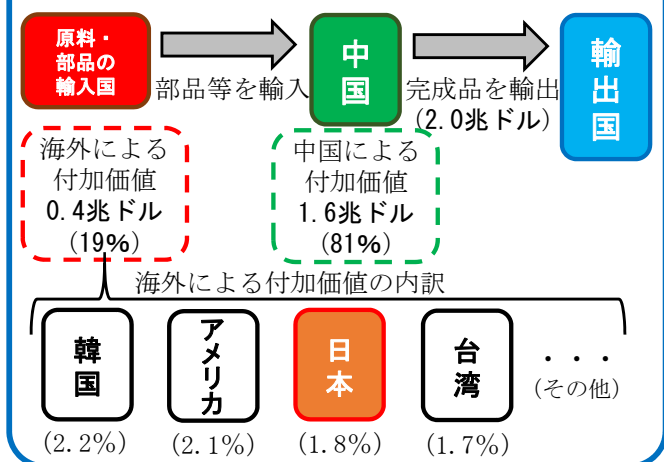 原料・
部品の
輸入国
部品等を輸入
中国
完成品を輸出
(2.0兆ドル)
輸出国
海外による
付加価値
0.4兆ドル
(19%)
中国による
付加価値
1.6兆ドル
(81%)
海外による付加価値の内訳
韓国
アメリカ
日本
台湾
・・・
(その他)
(2.2%)
(2.1%)
(1.8%)
(1.7%)